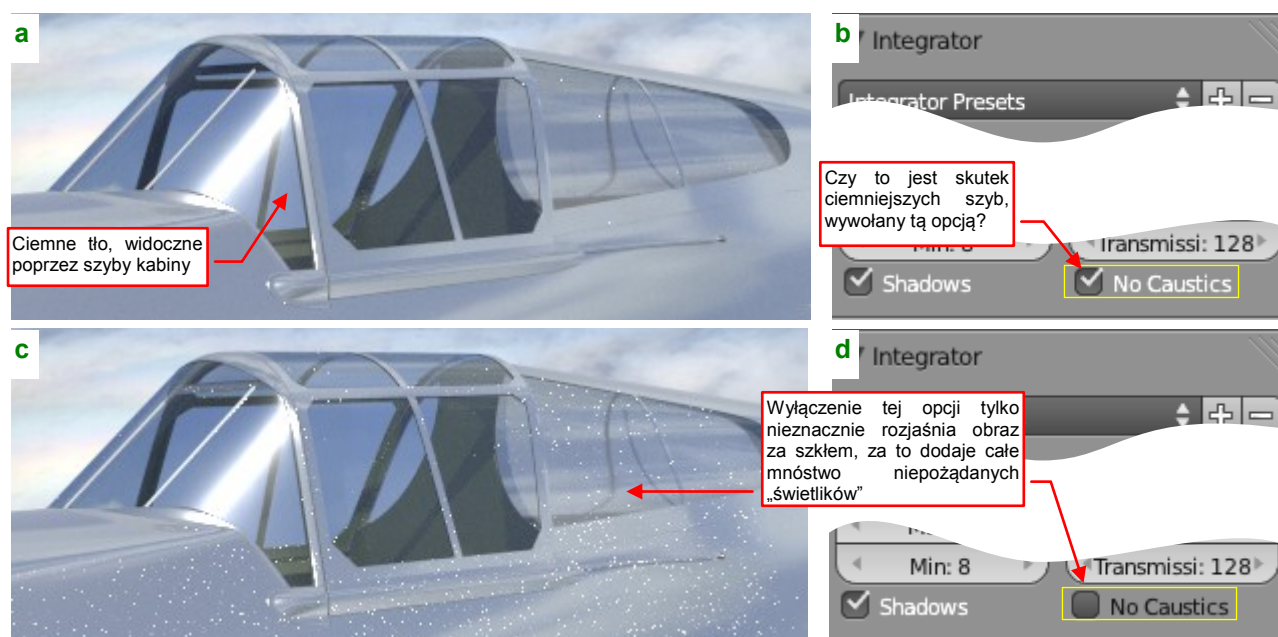 a
Ciemne tło, widoczne
poprzez szyby kabiny
b
Integrator
Integrator Presets
Czy to jest skutek
ciemniejszych szyb,
wywołany tą opcją?
Min: 8
Transmissi: 128
Shadows
No Caustics
c
d
Integrator
Wyłączenie tej opcji tylko
nieznacznie rozjaśnia obraz
za szkłem, za to dodaje całe
mnóstwo niepożądanych
„świetlików”
Min: 8
Transmissi: 128
Shadows
No Caustics